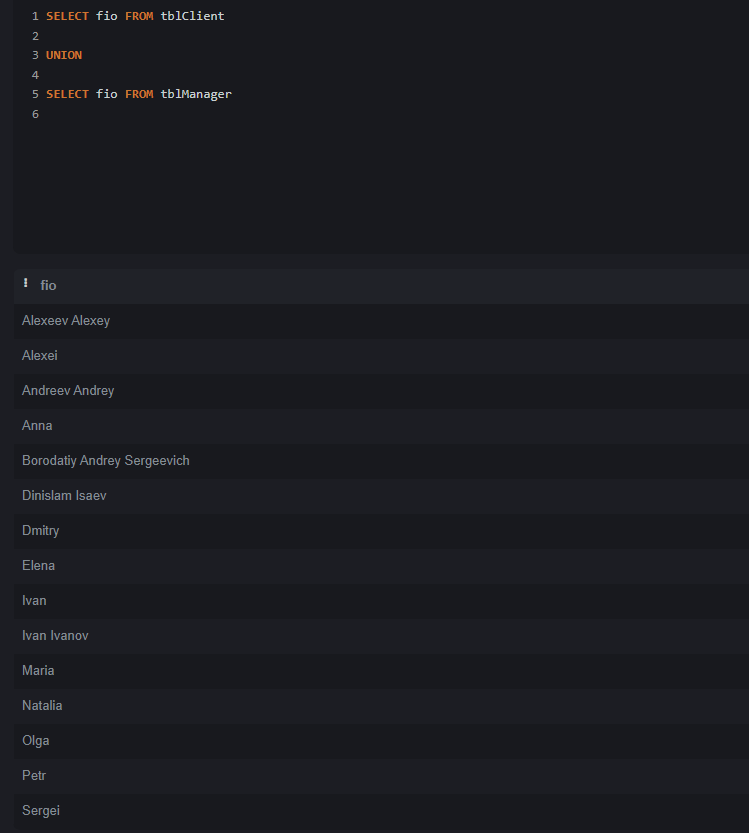 1 SELECT fio FROM tblClient
2
3 UNION
4
5 SELECT fio FROM tblManager
6
fio
Alexeev Alexey
Alexei
Andreev Andrey
Anna
Borodatiy Andrey Sergeevich
Dinislam Isaev
Dmitry
Elena
Ivan
Ivan Ivanov
Maria
Natalia
Olga
Petr
Sergei